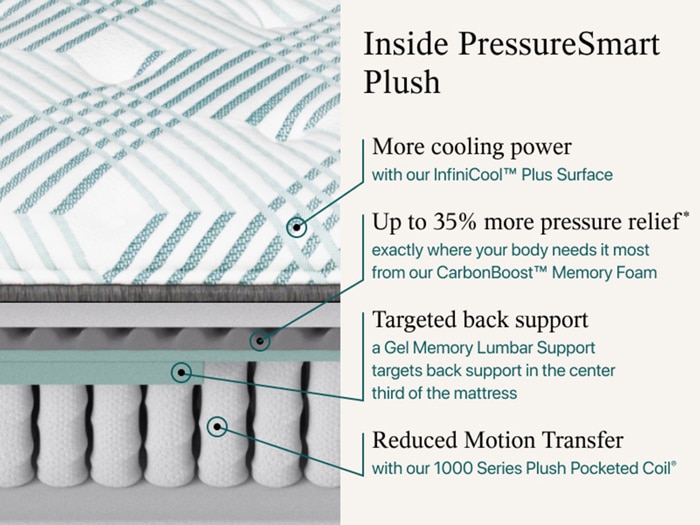 Inside PressureSmart
Plush
More cooling power
with our InfiniCool™ Plus Surface
Up to 35% more pressure relief*
exactly where your body needs it most
from our CarbonBoost™ Memory Foam
Targeted back support
a Gel Memory Lumbar Support
targets back support in the center
third of the mattress
Reduced Motion Transfer
with our 1000 Series Plush Pocketed Coil®